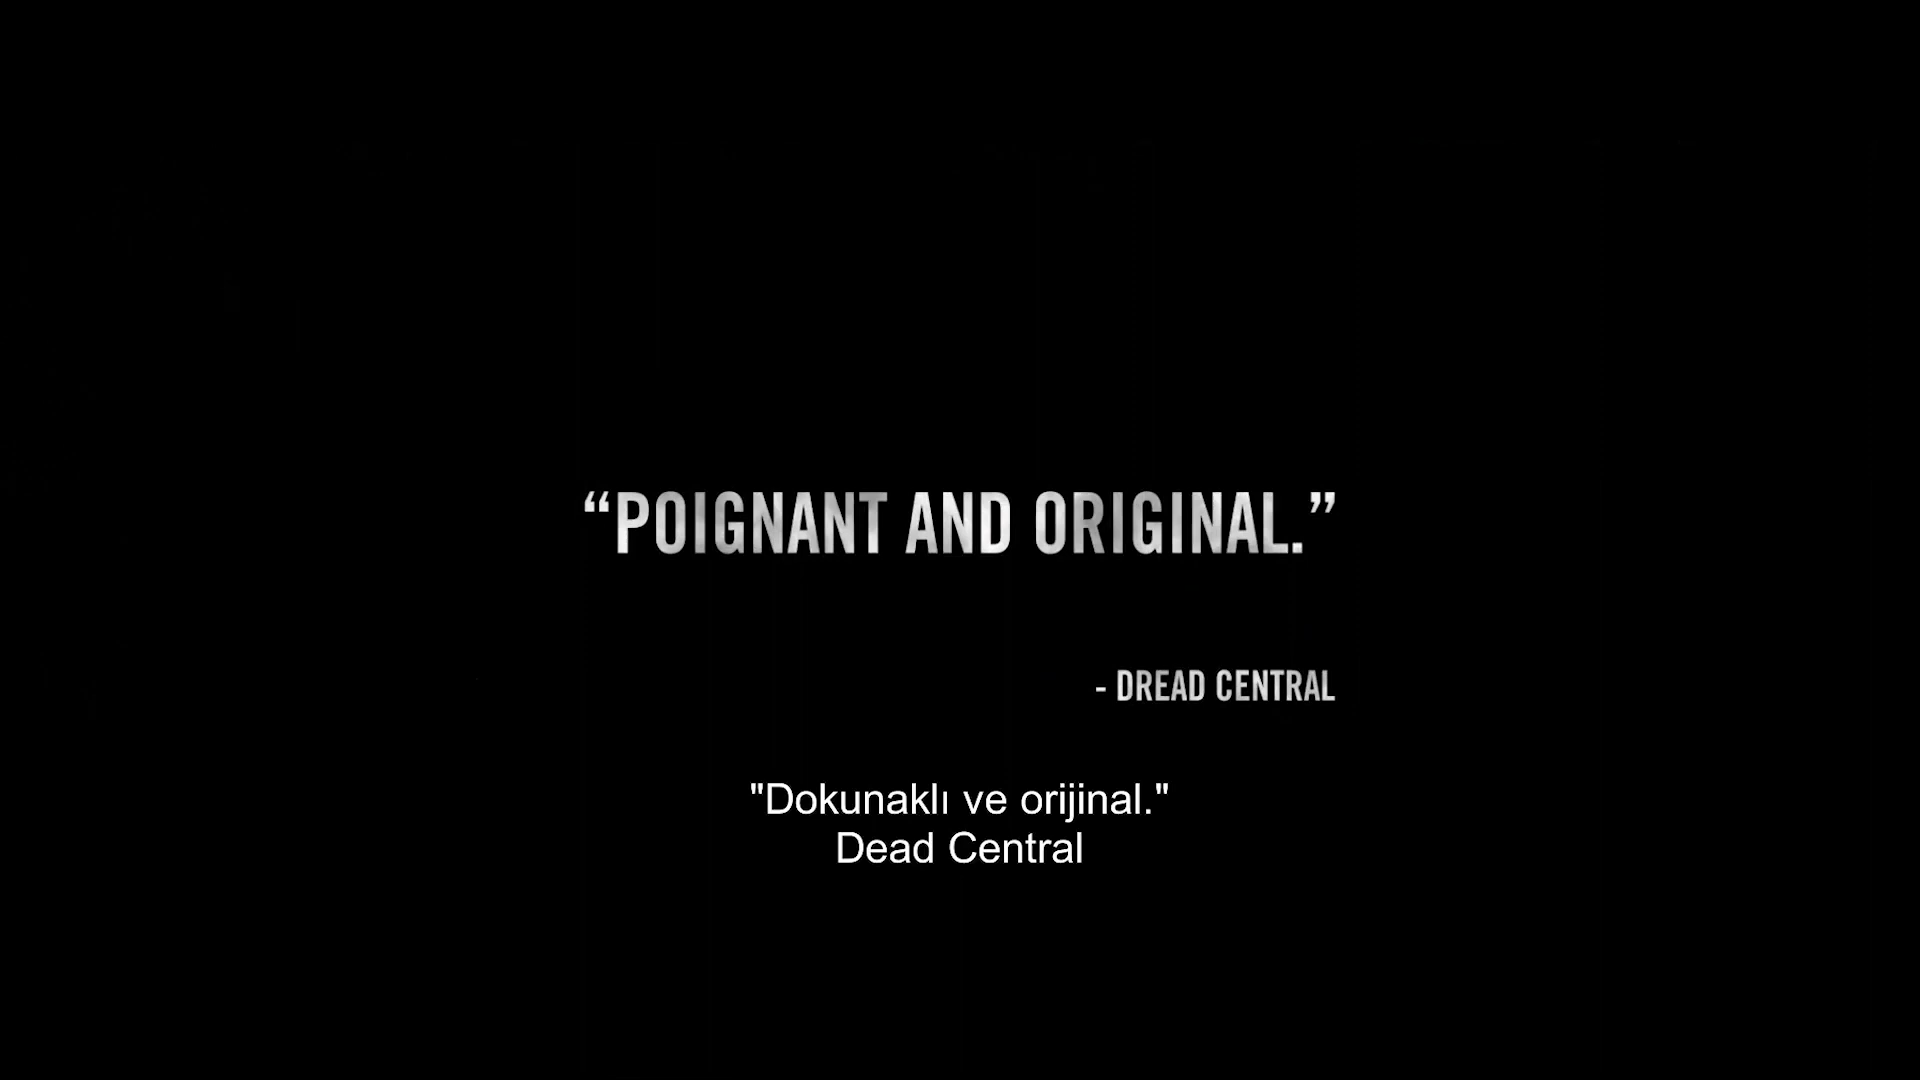 “POIGNANT AND ORIGINAL.”
- DREAD CENTRAL
"Dokunaklı ve orijinal."
Dead Central